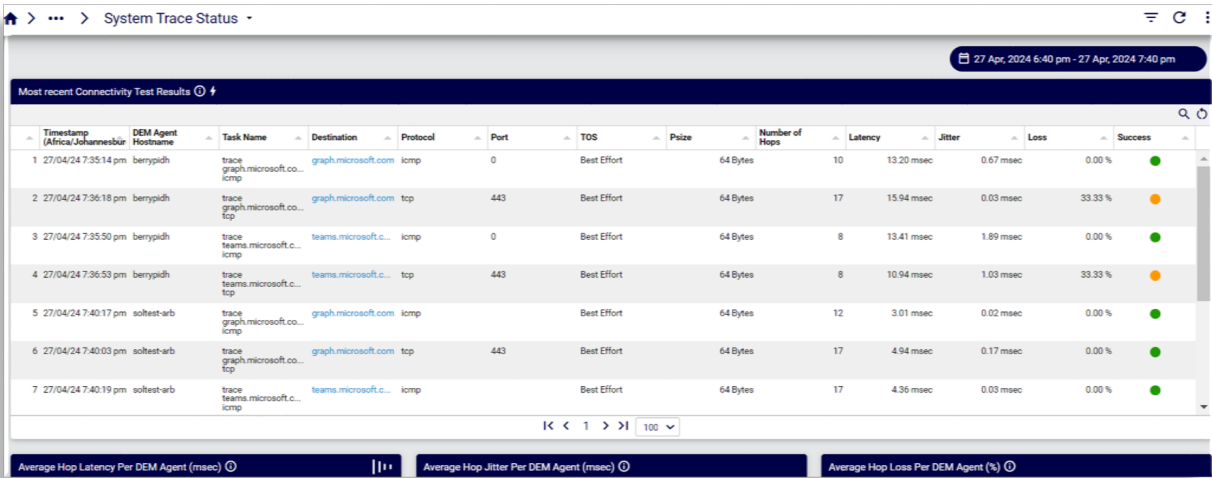 System Trace Status
27 Apr, 2024 6:40 pm - 27 Apr, 2024 7:40 pm
Most recent Connectivity Test Results
Timestamp (Africa/Johannesbur DEM Agent Hostname Task Name Destination Protocol Port TOS Psize Number of Hops Latency Jitter Loss Success
1 27/04/24 7:35:14 pm berrypidh trace graph.microsoft.co... icmp graph.microsoft.com icmp 0 Best Effort 64 Bytes 10 13.20 msec 0.67 msec 0.00 %
2 27/04/24 7:36:18 pm berrypidh trace graph.microsoft.co... tcp graph.microsoft.com tcp 443 Best Effort 64 Bytes 17 15.94 msec 0.03 msec 33.33 %
3 27/04/24 7:35:50 pm berrypidh trace teams.microsoft.c... icmp teams.microsoft.c... icmp 0 Best Effort 64 Bytes 8 13.41 msec 1.89 msec 0.00 %
4 27/04/24 7:36:53 pm berrypidh trace teams.microsoft.c... tcp teams.microsoft.c... tcp 443 Best Effort 64 Bytes 8 10.94 msec 1.03 msec 33.33 %
5 27/04/24 7:40:17 pm soltest-arb trace graph.microsoft.co... icmp graph.microsoft.com icmp Best Effort 64 Bytes 12 3.01 msec 0.02 msec 0.00 %
6 27/04/24 7:40:03 pm soltest-arb trace graph.microsoft.co... tcp graph.microsoft.com tcp 443 Best Effort 64 Bytes 17 4.94 msec 0.17 msec 0.00 %
7 27/04/24 7:40:19 pm soltest-arb trace teams.microsoft.c... icmp teams.microsoft.c... icmp Best Effort 64 Bytes 17 4.36 msec 0.03 msec 0.00 %
1 100
Average Hop Latency Per DEM Agent (msec)
Average Hop Jitter Per DEM Agent (msec)
Average Hop Loss Per DEM Agent (%)